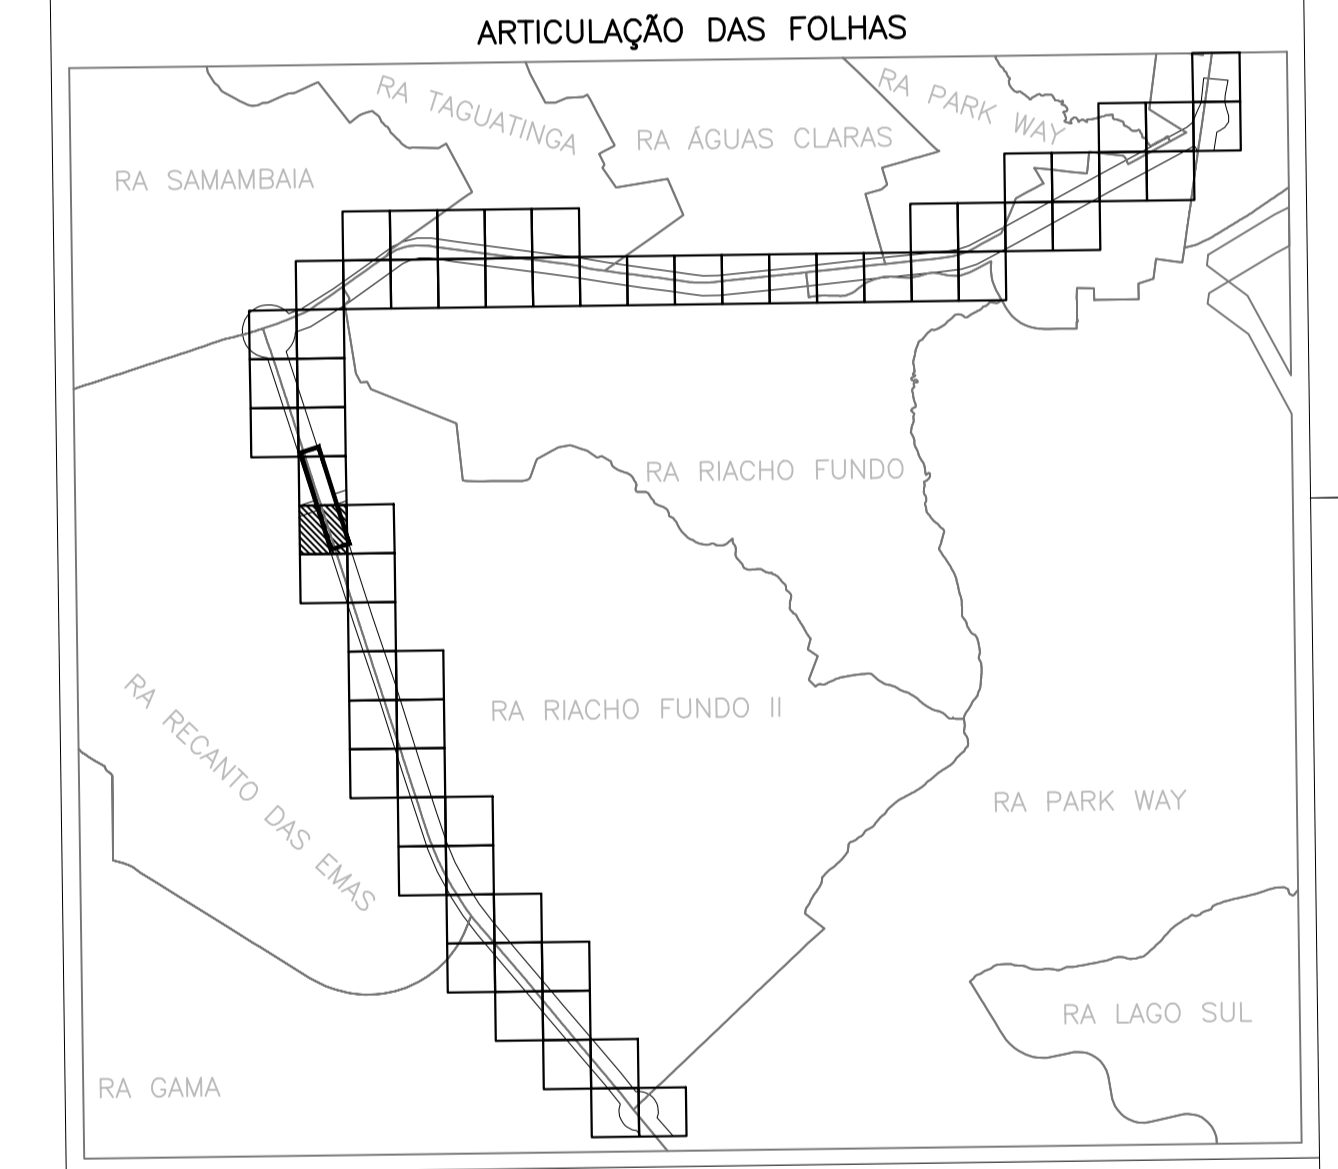 ARTICULAÇÃO DAS FOLHAS
RA TAGUATINGA
RA PARK WAY
RA ÁGUAS CLARAS
RA SAMAMBAIA
RA RIACHO FUNDO
RA RIACHO FUNDO II
RA RECANTO DAS EMAS
RA PARK WAY
RA LAGO SUL
RA GAMA